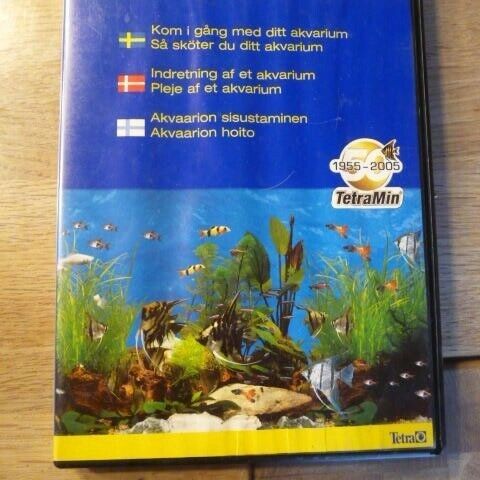 Kom i gång med ditt akvarium
Så sköter du ditt akvarium
Indretning af et akvarium
Pleje af et akvarium
Akvaarion sisustaminen
Akvaarion hoito
50
1955-2005
TetraMin
Tetra